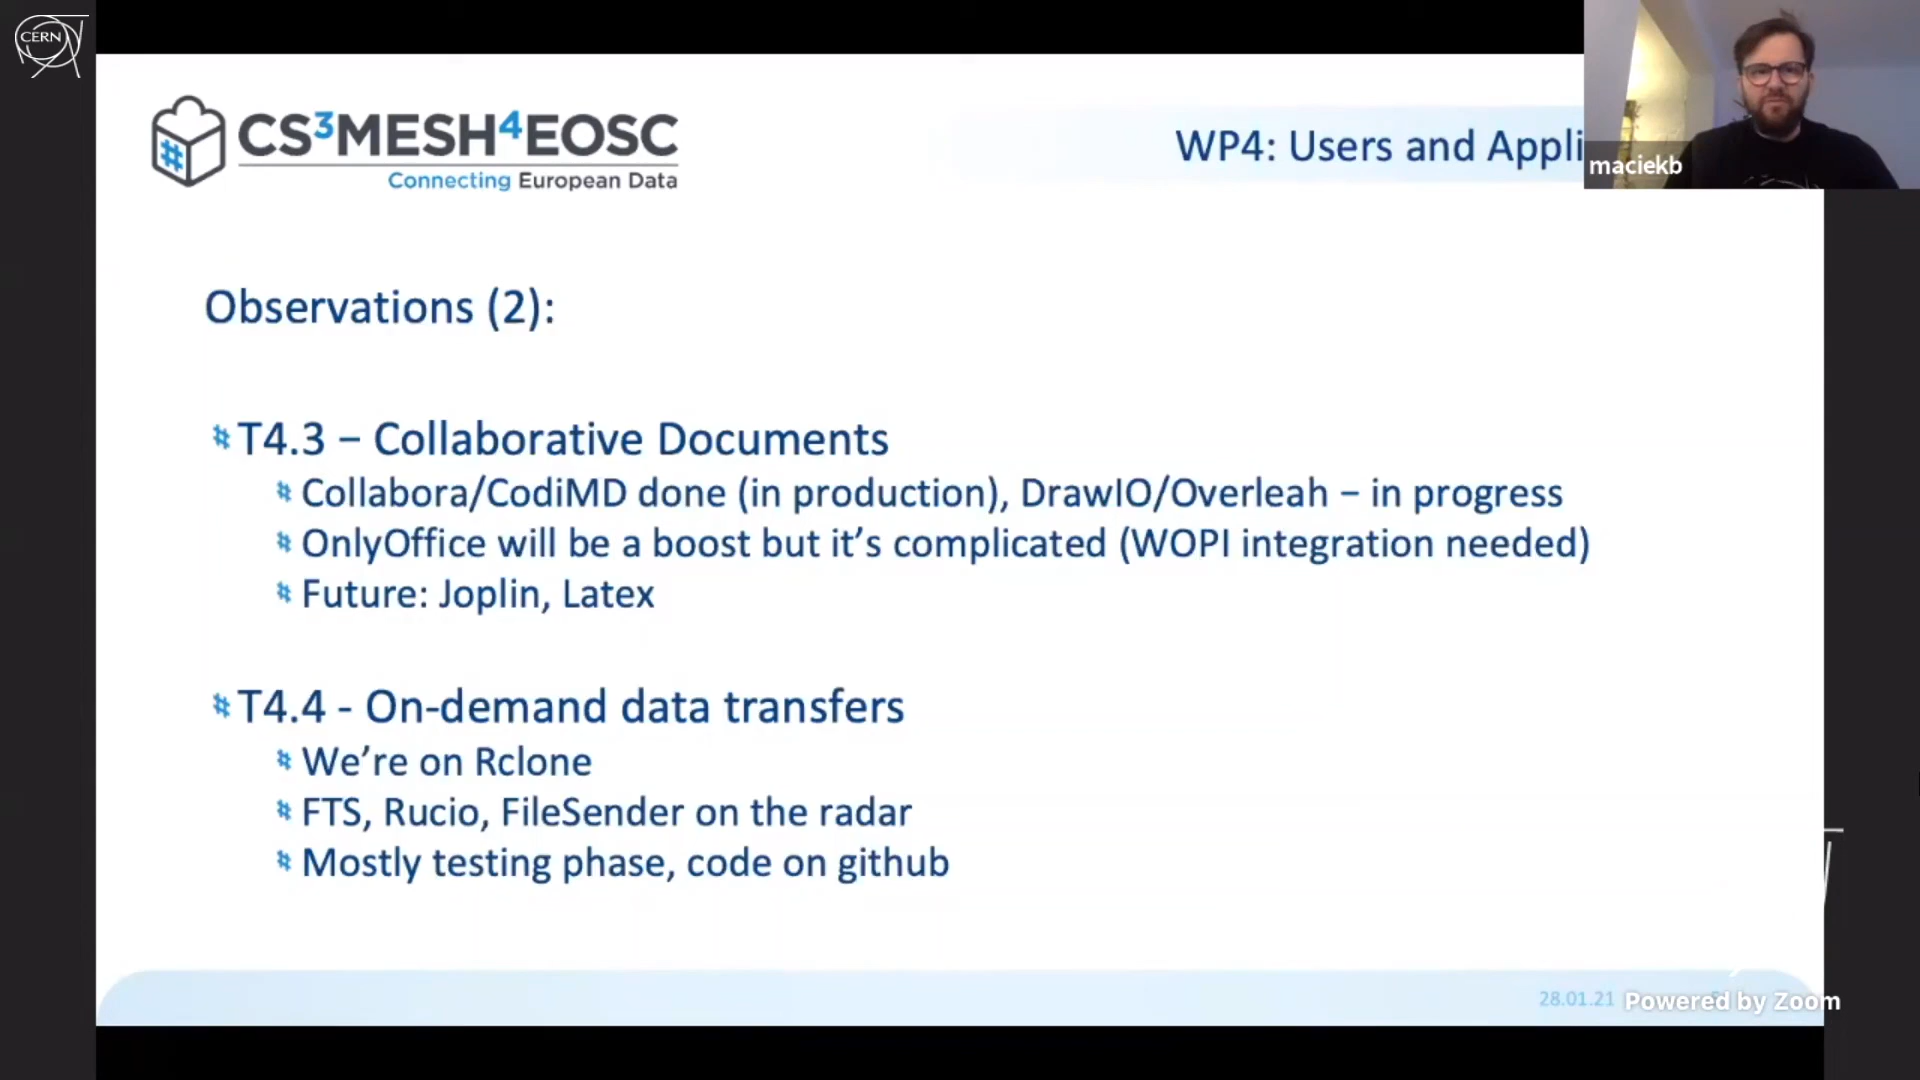 CERN
CS3MESH4EOSC
Connecting European Data
WP4: Users and Appli
maciekb
Observations (2):
T4.3 – Collaborative Documents
Collabora/CodiMD done (in production), DrawIO/Overleah – in progress
OnlyOffice will be a boost but it's complicated (WOPI integration needed)
Future: Joplin, Latex
T4.4 - On-demand data transfers
We're on Rclone
FTS, Rucio, FileSender on the radar
Mostly testing phase, code on github
28.01.21
Powered by Zoom